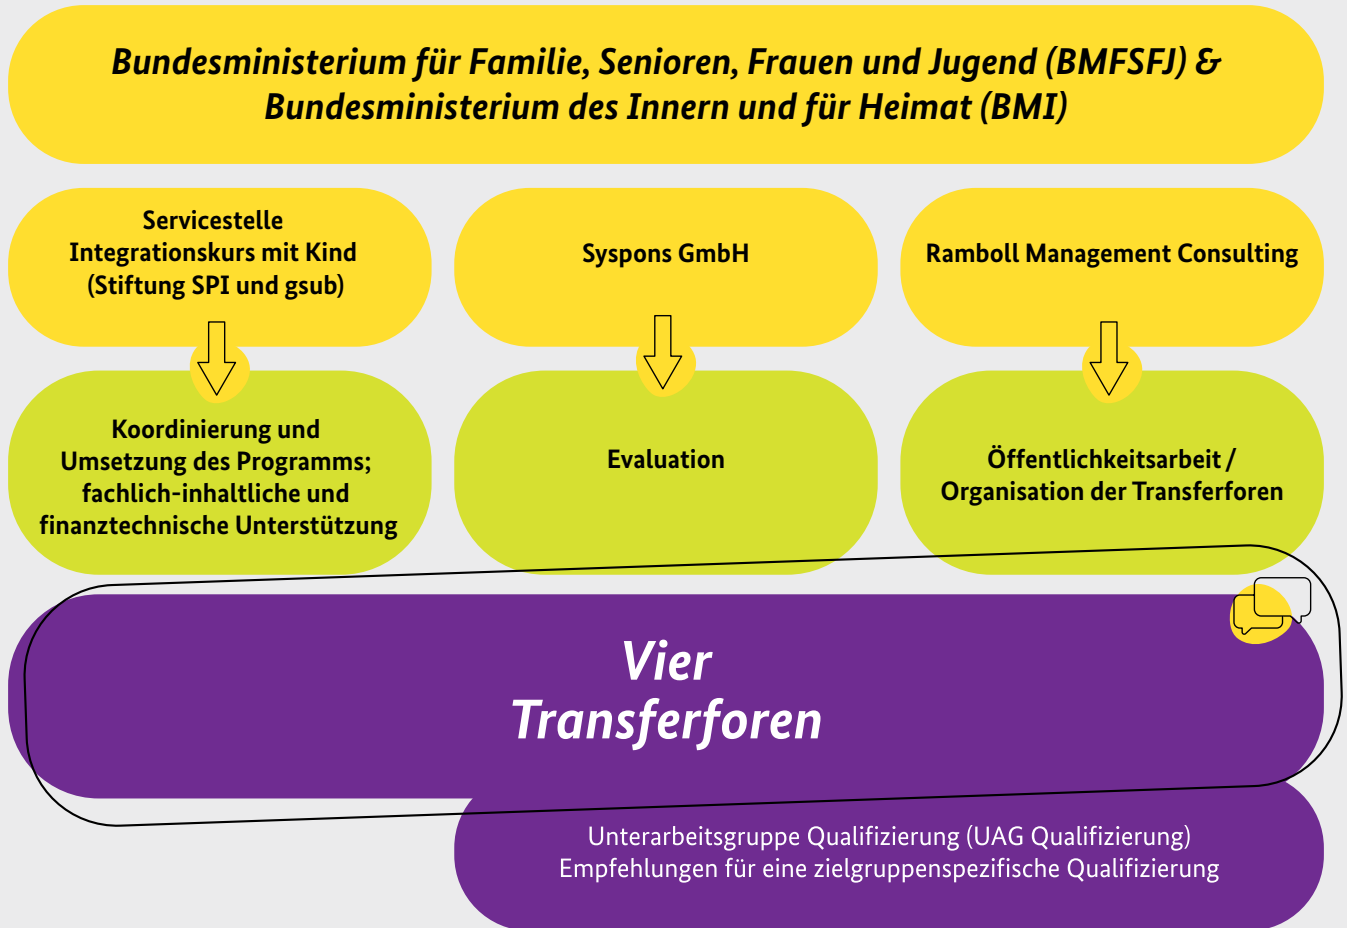 Bundesministerium für Familie, Senioren, Frauen und Jugend (BMFSFJ) &
Bundesministerium des Innern und für Heimat (BMI)
Servicestelle
Integrationskurs mit Kind
(Stiftung SPI und gsub)
Syspons GmbH
Ramboll Management Consulting
Koordinierung und
Umsetzung des Programms;
fachlich-inhaltliche und
finanztechnische Unterstützung
Evaluation
Öffentlichkeitsarbeit /
Organisation der Transferforen
Vier
Transferforen
Unterarbeitsgruppe Qualifizierung (UAG Qualifizierung)
Empfehlungen für eine zielgruppenspezifische Qualifizierung